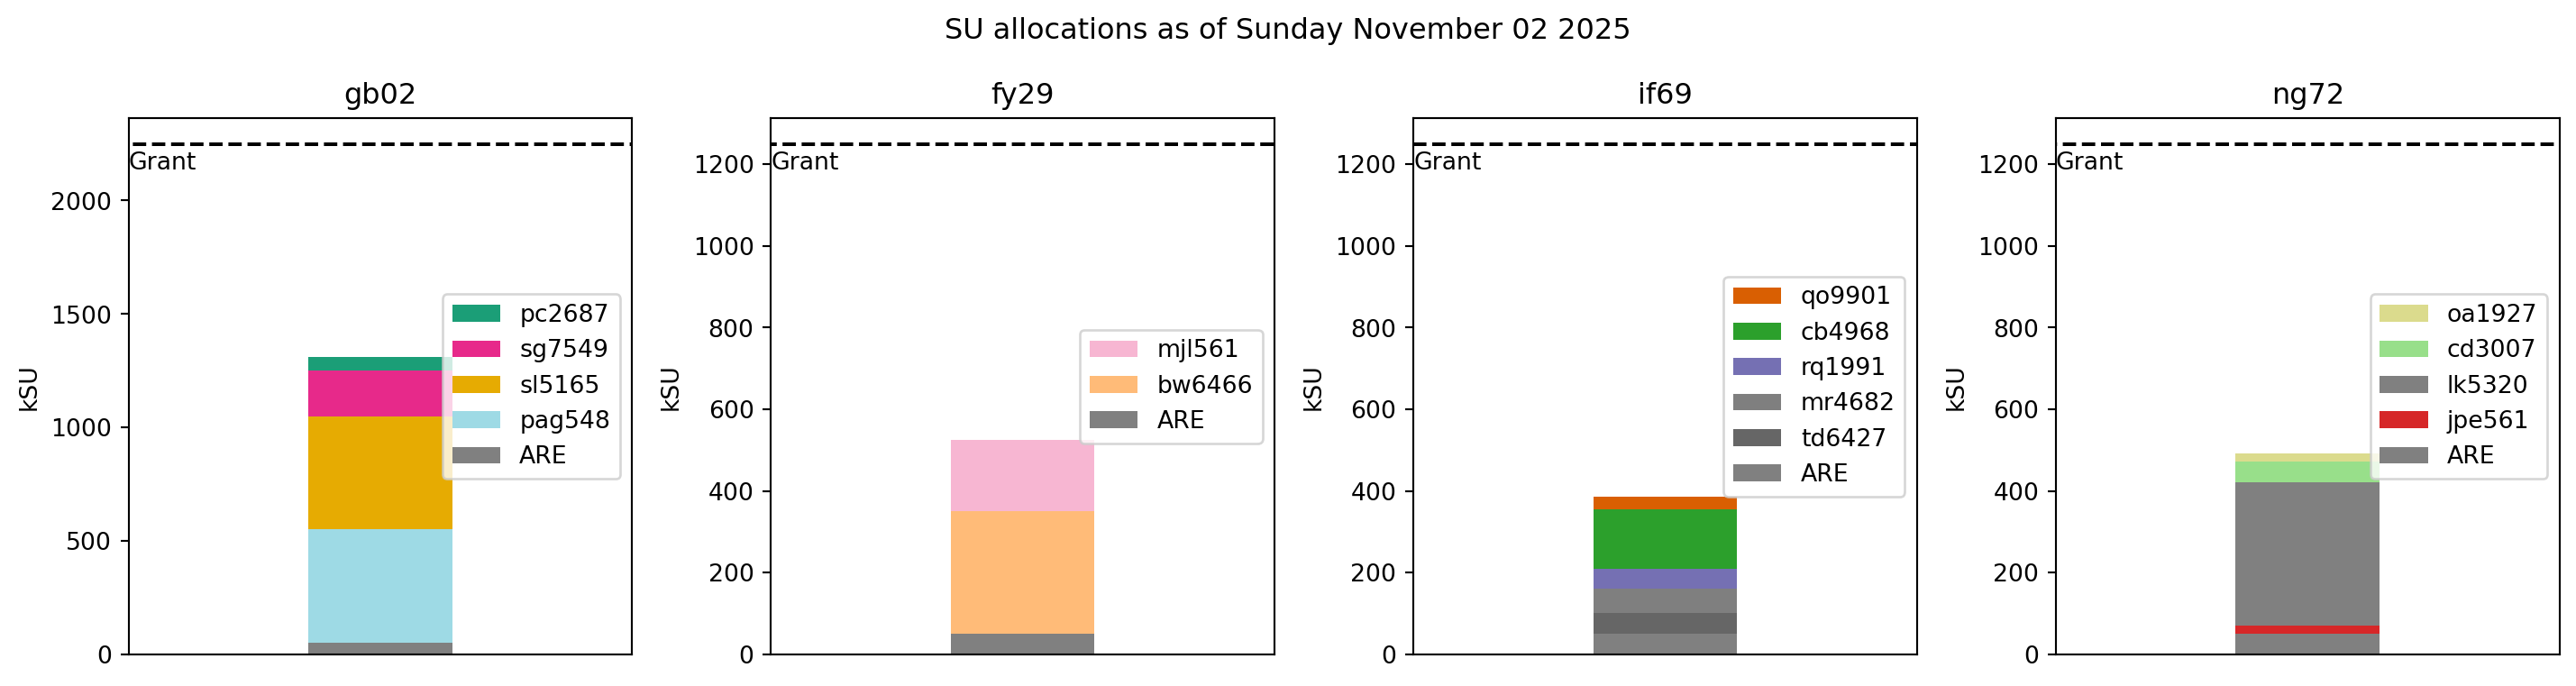 SU allocations as of Sunday November 02 2025
gb02
kSU
2000
1500
1000
500
0
Grant
pc2687
sg7549
sl5165
pag548
ARE
fy29
kSU
1200
1000
800
600
400
200
0
Grant
mjl561
bw6466
ARE
if69
kSU
1200
1000
800
600
400
200
0
Grant
qo9901
cb4968
rq1991
mr4682
td6427
ARE
ng72
kSU
1200
1000
800
600
400
200
0
Grant
oa1927
cd3007
lk5320
jpe561
ARE